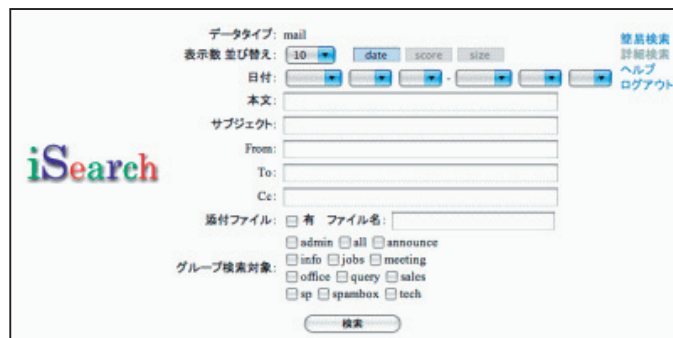 データタイプ: mail
表示数 並び替え: 10 date score size
日付: -
本文:
サブジェクト:
From:
To:
Cc:
添付ファイル: 有 ファイル名:
グループ検索対象:
admin all announce
info jobs meeting
office query sales
sp spambox tech
検索
iSearch
簡易検索
詳細検索
ヘルプ
ログアウト